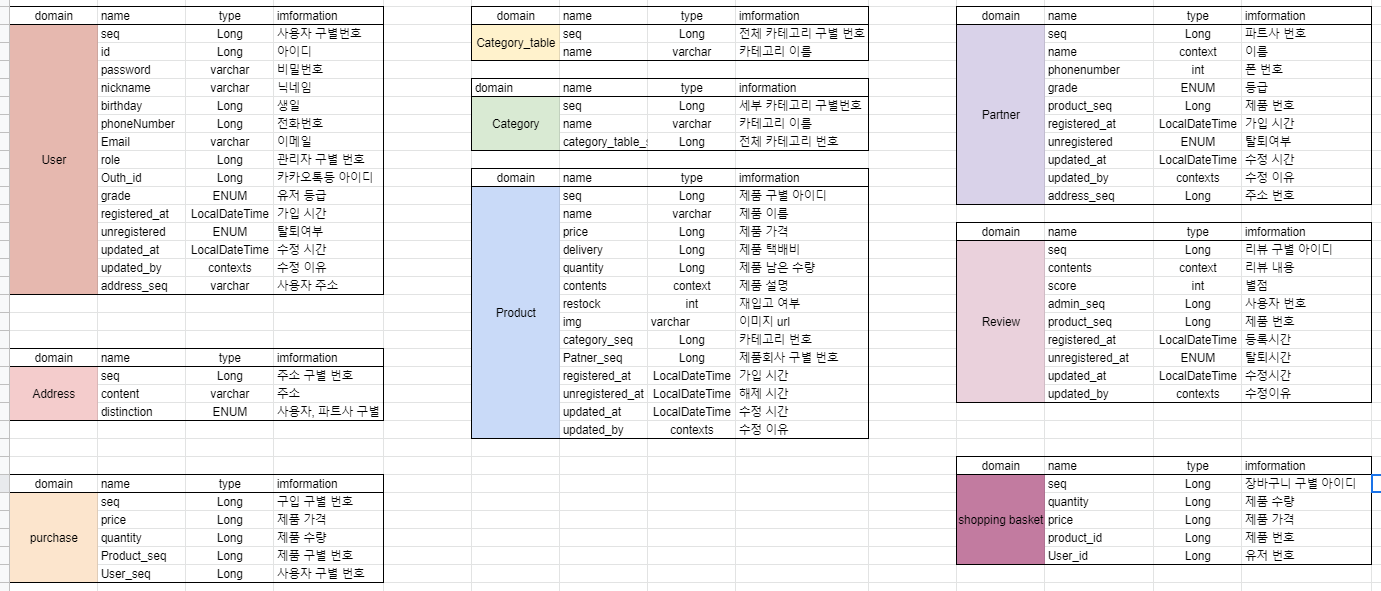 domain name type imformation
User
seq Long 사용자 구별번호
id Long 아이디
password varchar 비밀번호
nickname varchar 닉네임
birthday Long 생일
phoneNumber Long 전화번호
Email varchar 이메일
role Long 관리자 구별 번호
Outh_id Long 카카오톡등 아이디
grade ENUM 유저 등급
registered_at LocalDateTime 가입 시간
unregistered ENUM 탈퇴여부
updated_at LocalDateTime 수정 시간
updated_by contexts 수정 이유
address_seq varchar 사용자 주소
domain name type imformation
Address
seq Long 주소 구별 번호
content varchar 주소
distinction ENUM 사용자, 파트사 구별
domain name type imformation
purchase
seq Long 구입 구별 번호
price Long 제품 가격
quantity Long 제품 수량
Product_seq Long 제품 구별 번호
User_seq Long 사용자 구별 번호
domain name type imformation
Category_table
seq Long 전체 카테고리 구별 번호
name varchar 카테고리 이름
domain name type information
Category
seq Long 세부 카테고리 구별번호
name varchar 카테고리 이름
category_table_s Long 전체 카테고리 번호
domain name type imformation
Product
seq Long 제품 구별 아이디
name varchar 제품 이름
price Long 제품 가격
delivery Long 제품 택배비
quantity Long 제품 남은 수량
contents context 제품 설명
restock int 재입고 여부
img varchar 이미지 url
category_seq Long 카테고리 번호
Patner_seq Long 제품회사 구별 번호
registered_at LocalDateTime 가입 시간
unregistered_at LocalDateTime 해제 시간
updated_at LocalDateTime 수정 시간
updated_by contexts 수정 이유
domain name type imformation
Partner
seq Long 파트사 번호
name context 이름
phonenumber int 폰 번호
grade ENUM 등급
product_seq Long 제품 번호
registered_at LocalDateTime 가입 시간
unregistered ENUM 탈퇴여부
updated_at LocalDateTime 수정 시간
updated_by contexts 수정 이유
address_seq Long 주소 번호
domain name type imformation
Review
seq Long 리뷰 구별 아이디
contents context 리뷰 내용
score int 별점
admin_seq Long 사용자 번호
product_seq Long 제품 번호
registered_at LocalDateTime 등록시간
unregistered_at ENUM 탈퇴시간
updated_at LocalDateTime 수정시간
updated_by contexts 수정이유
domain name type imformation
shopping basket
seq Long 장바구니 구별 아이디
quantity Long 제품 수량
price Long 제품 가격
product_id Long 제품 번호
User_id Long 유저 번호